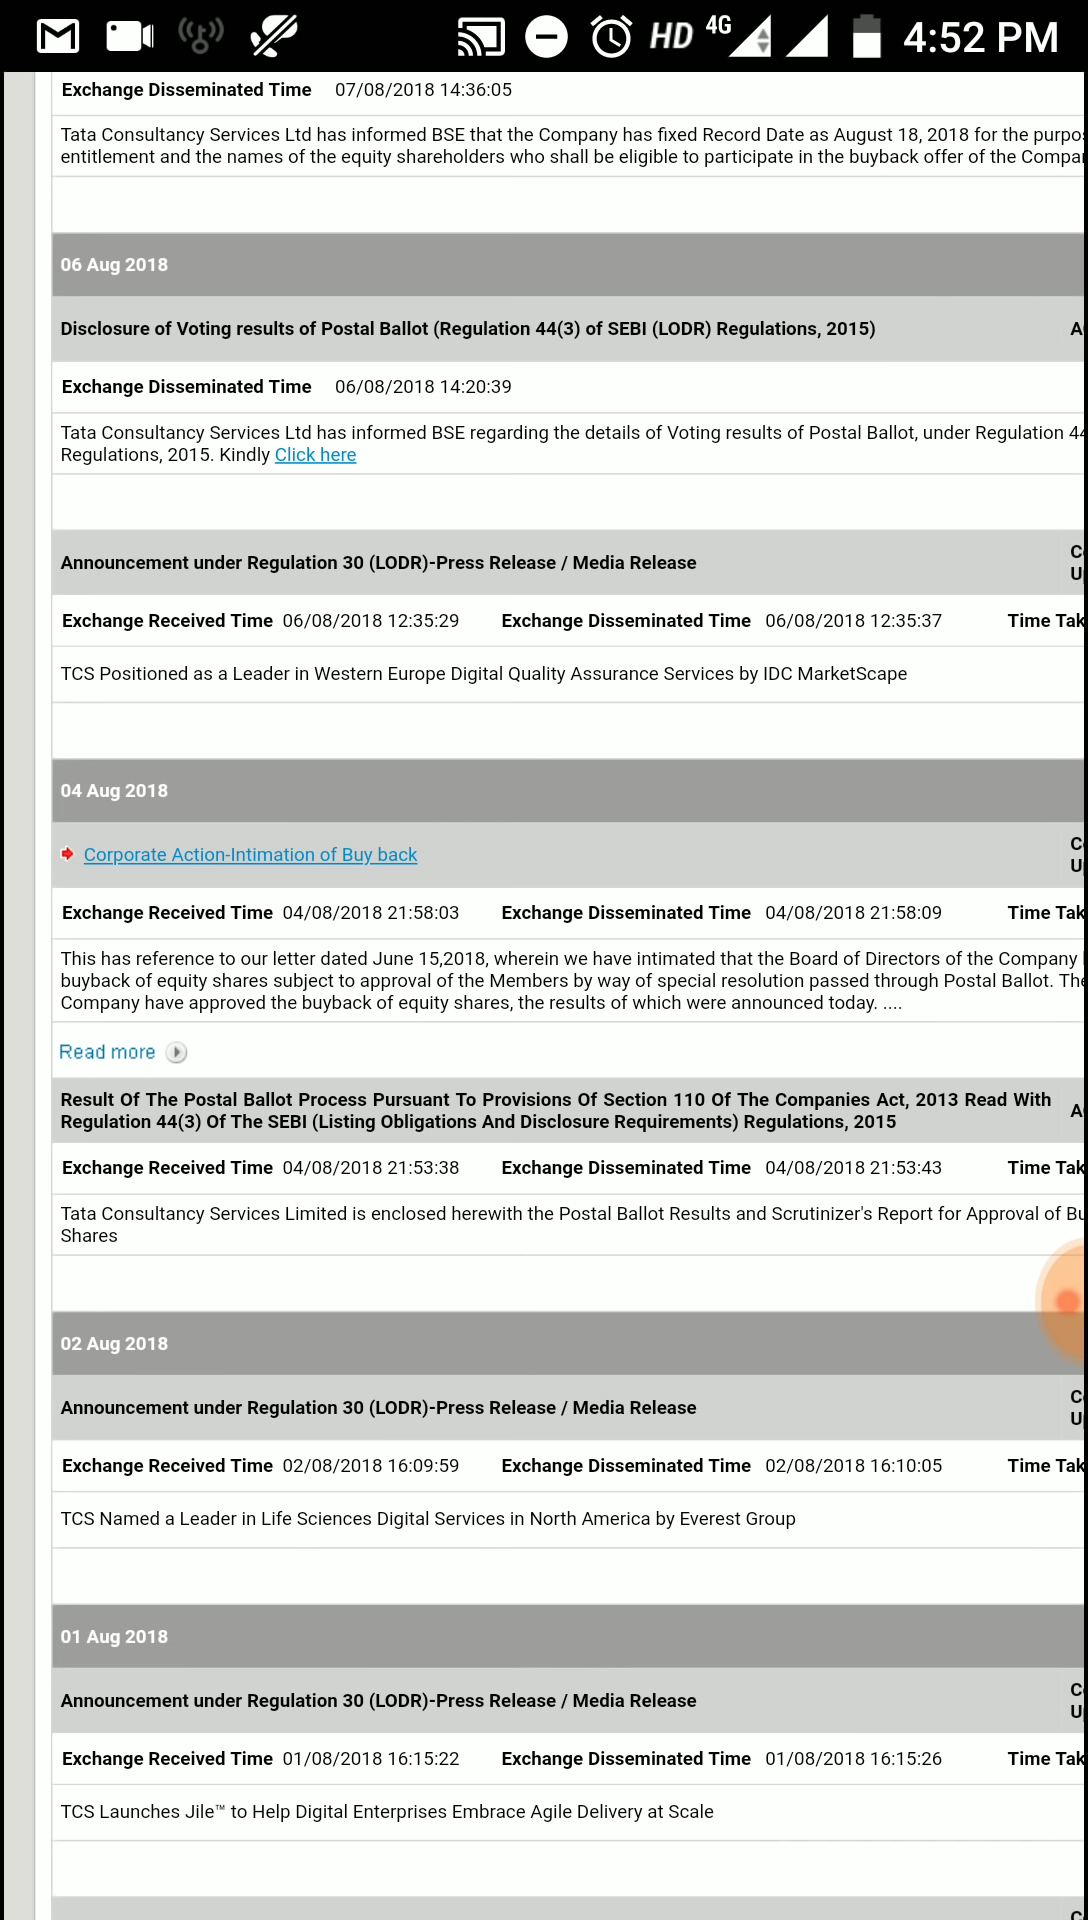 HD 4G 4:52 PM
Exchange Disseminated Time 07/08/2018 14:36:05
Tata Consultancy Services Ltd has informed BSE that the Company has fixed Record Date as August 18, 2018 for the
entitlement and the names of the equity shareholders who shall be eligible to participate in the buyback offer of the
06 Aug 2018
Disclosure of Voting results of Postal Ballot (Regulation 44(3) of SEBI (LODR) Regulations, 2015)
Exchange Disseminated Time 06/08/2018 14:20:39
Tata Consultancy Services Ltd has informed BSE regarding the details of Voting results of Postal Ballot, under Regulation
Regulations, 2015. Kindly Click here
Announcement under Regulation 30 (LODR)-Press Release / Media Release
Exchange Received Time 06/08/2018 12:35:29 Exchange Disseminated Time 06/08/2018 12:35:37 Time
TCS Positioned as a Leader in Western Europe Digital Quality Assurance Services by IDC MarketScape
04 Aug 2018
Corporate Action-Intimation of Buy back
Exchange Received Time 04/08/2018 21:58:03 Exchange Disseminated Time 04/08/2018 21:58:09 Time
This has reference to our letter dated June 15,2018, wherein we have intimated that the Board of Directors of the Company
buyback of equity shares subject to approval of the Members by way of special resolution passed through Postal Ballot.
Company have approved the buyback of equity shares, the results of which were announced today. ....
Read more
Result Of The Postal Ballot Process Pursuant To Provisions Of Section 110 Of The Companies Act, 2013 Read With
Regulation 44(3) Of The SEBI (Listing Obligations And Disclosure Requirements) Regulations, 2015
Exchange Received Time 04/08/2018 21:53:38 Exchange Disseminated Time 04/08/2018 21:53:43 Time
Tata Consultancy Services Limited is enclosed herewith the Postal Ballot Results and Scrutinizer's Report for Approval of
Shares
02 Aug 2018
Announcement under Regulation 30 (LODR)-Press Release / Media Release
Exchange Received Time 02/08/2018 16:09:59 Exchange Disseminated Time 02/08/2018 16:10:05 Time
TCS Named a Leader in Life Sciences Digital Services in North America by Everest Group
01 Aug 2018
Announcement under Regulation 30 (LODR)-Press Release / Media Release
Exchange Received Time 01/08/2018 16:15:22 Exchange Disseminated Time 01/08/2018 16:15:26 Time
TCS Launches Jile™ to Help Digital Enterprises Embrace Agile Delivery at Scale